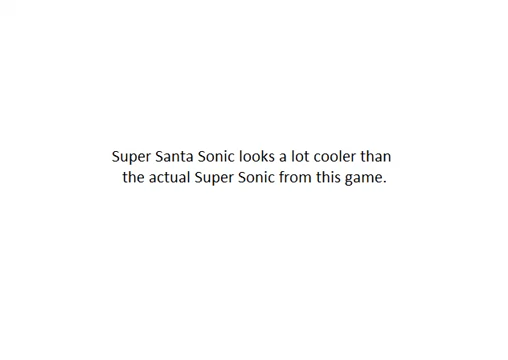 Super Santa Sonic looks a lot cooler than
the actual Super Sonic from this game.